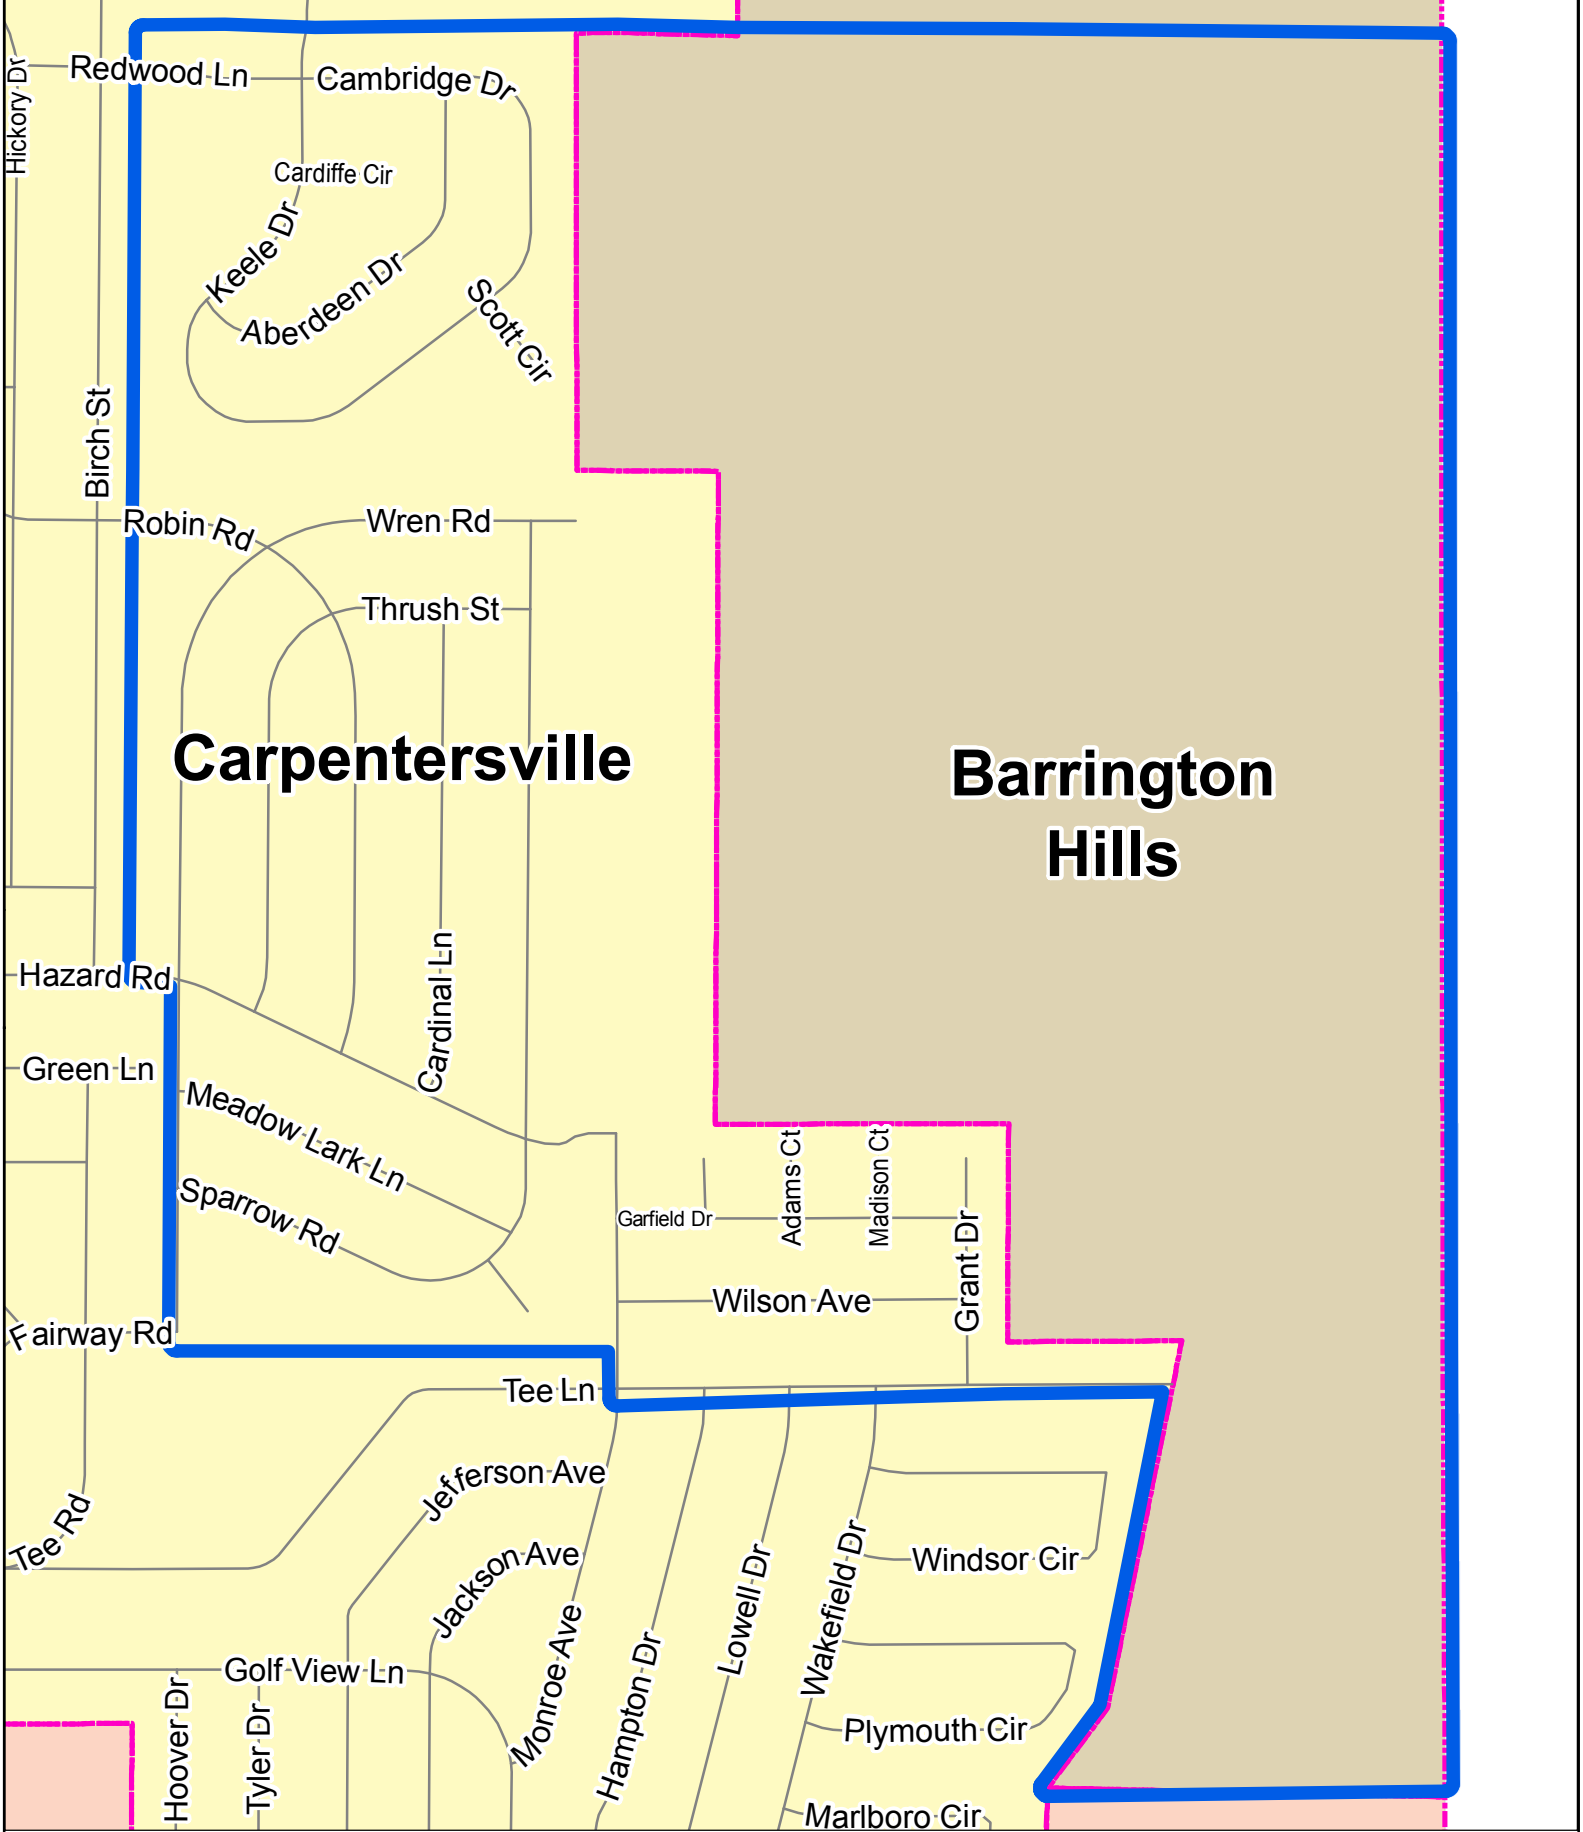 Hickory Dr
Redwood Ln
Cambridge Dr
Cardiffe Cir
Keele Dr
Aberdeen Dr
Scott Cir
Birch St
Robin Rd
Wren Rd
Thrush St
Carpentersville
Barrington
Hills
Cardinal Ln
Hazard Rd
Green Ln
Meadow Lark Ln
Sparrow Rd
Garfield Dr
Adams Ct
Madison Ct
Grant Dr
Wilson Ave
Fairway Rd
Tee Ln
Jefferson Ave
Tee Rd
Jackson Ave
Windsor Cir
Lowell Dr
Wakefield Dr
Monroe Ave
Hampton Dr
Golf View Ln
Hoover Dr
Tyler Dr
Plymouth Cir
Marlboro Cir